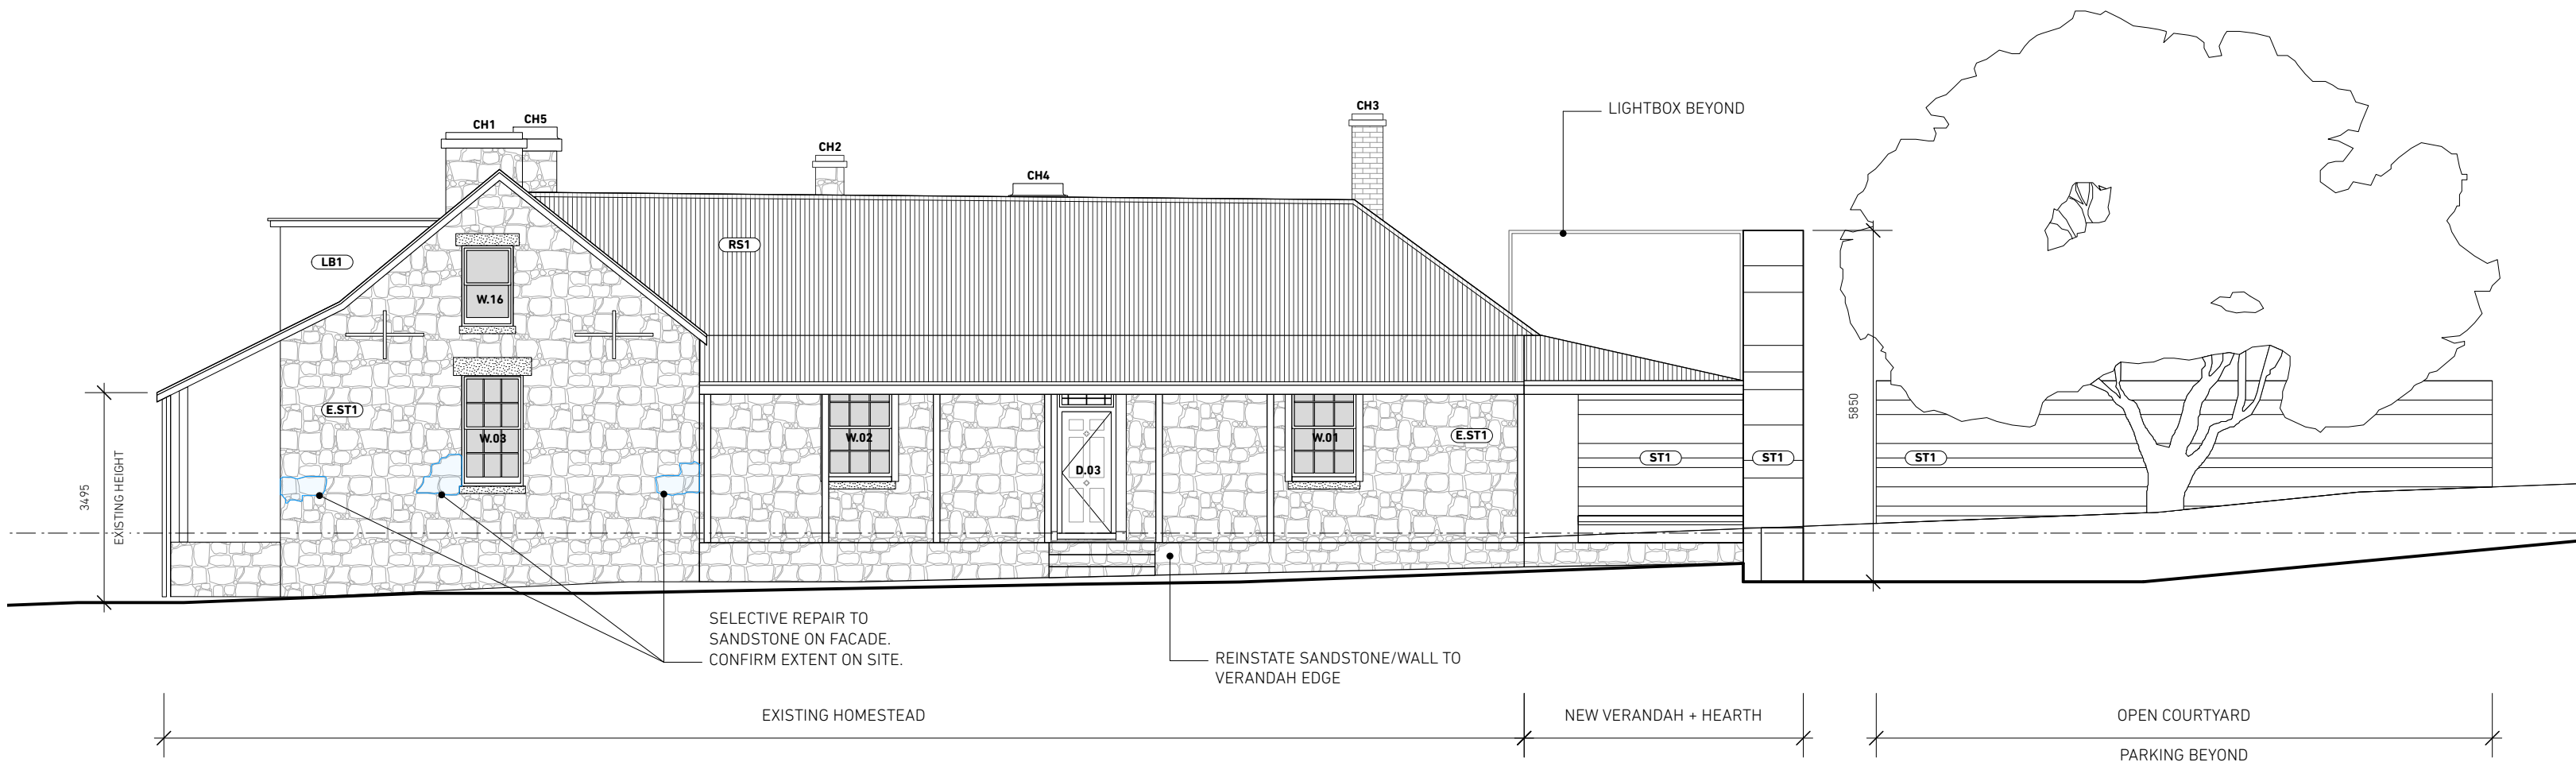 CH1
CH5
CH2
CH4
CH3
LIGHTBOX BEYOND
LB1
RS1
W.16
E.ST1
W.03
W.02
D.03
W.01
E.ST1
ST1
ST1
ST1
3495
EXISTING HEIGHT
5850
SELECTIVE REPAIR TO
SANDSTONE ON FACADE.
CONFIRM EXTENT ON SITE.
REINSTATE SANDSTONE/WALL TO
VERANDAH EDGE
EXISTING HOMESTEAD
NEW VERANDAH + HEARTH
OPEN COURTYARD
PARKING BEYOND